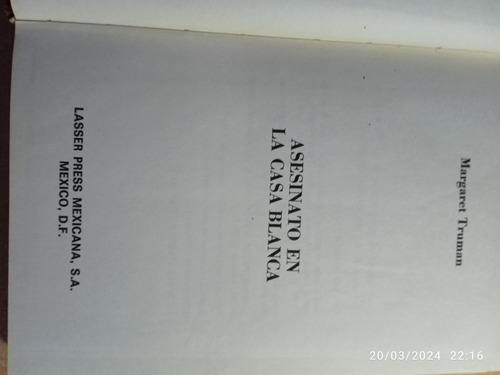 Margaret Truman
ASESINATO EN
LA CASA BLANCA
LASSER PRESS MEXICANA, S.A.
MEXICO, D.F.
20/03/2024 22:16